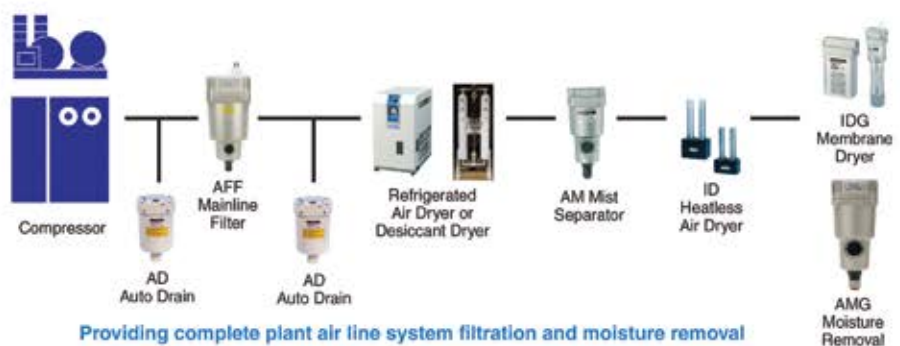 Compressor
AD
Auto Drain
AFF
Mainline
Filter
AD
Auto Drain
Refrigerated
Air Dryer or
Desiccant Dryer
AM Mist
Separator
ID
Heatless
Air Dryer
IDG
Membrane
Dryer
AMG
Moisture
Removal
Providing complete plant air line system filtration and moisture removal